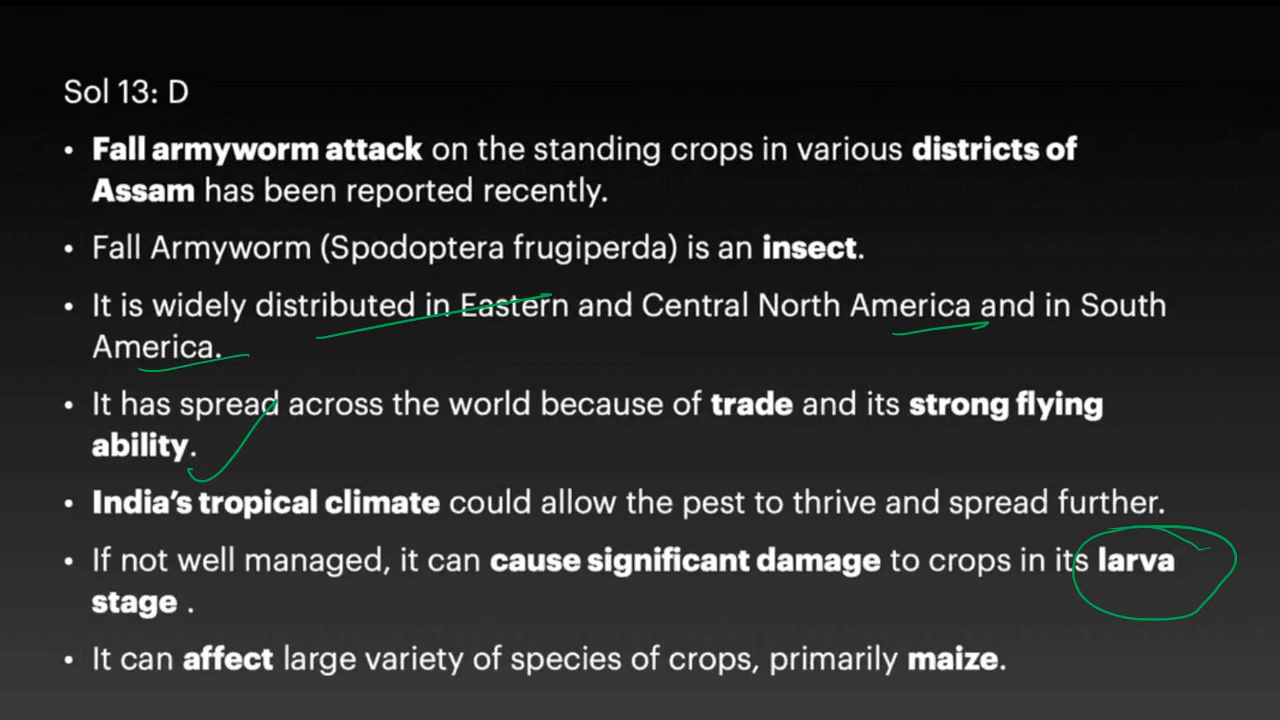 Sol 13: D
• Fall armyworm attack on the standing crops in various districts of
Assam has been reported recently.
• Fall Armyworm (Spodoptera frugiperda) is an insect.
• It is widely distributed in Eastern and Central North America and in South
America.
• It has spread across the world because of trade and its strong flying
ability.
• India’s tropical climate could allow the pest to thrive and spread further.
• If not well managed, it can cause significant damage to crops in its larva
stage .
• It can affect large variety of species of crops, primarily maize.